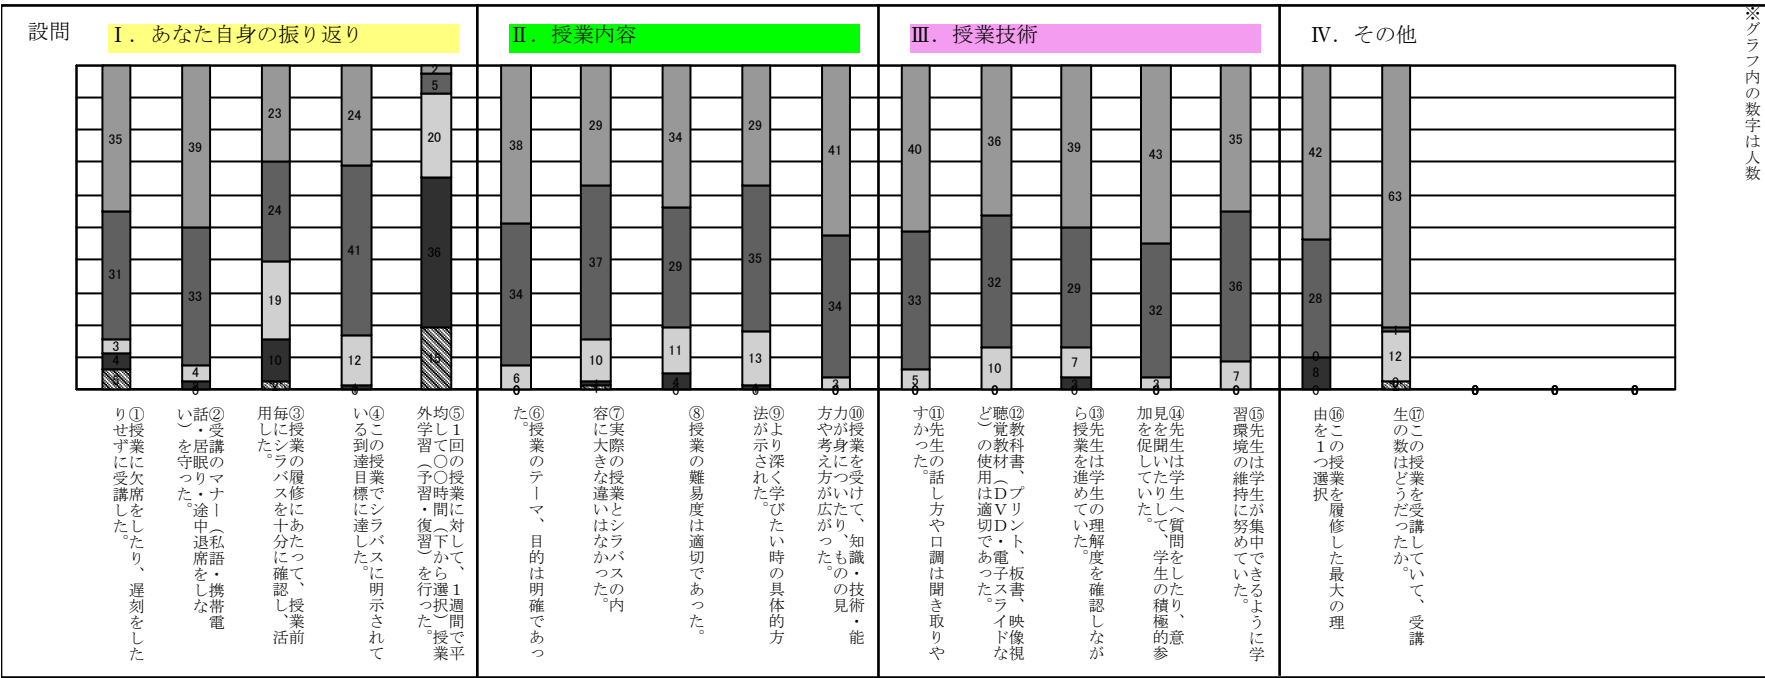 設問
Ⅰ．あなた自身の振り返り
Ⅱ．授業内容
Ⅲ．授業技術
Ⅳ．その他
※グラフ内の数字は人数
35
31
3
4
5
39
33
4
0
23
24
19
10
24
41
12
2
5
20
36
15
38
34
6
0
29
37
10
34
29
11
4
0
29
35
13
41
34
3
0
40
33
5
0
36
32
10
0
39
29
7
3
0
43
32
3
0
35
36
7
0
42
28
0
8
0
63
1
12
0
0
0
0
①授業に欠席をしたり、遅刻をした
りせずに受講した。
②受講のマナー（私語・携帯電
話・居眠り・途中退席をしな
い）を守った。
③授業の履修にあたって、授業前
毎にシラバスを十分に確認し、活
用した。
④この授業でシラバスに明示されて
いる到達目標に達した。
⑤１回の授業に対して、１週間で平
均して〇〇時間（下から選択）授業
外学習（予習・復習）を行った。
⑥授業のテーマ、目的は明確であっ
た。
⑦実際の授業とシラバスの内
容に大きな違いはなかった。
⑧授業の難易度は適切であった。
⑨より深く学びたい時の具体的方
法が示された。
⑩授業を受けて、知識・技術・能
力が身についたり、ものの見
方や考え方が広がった。
⑪先生の話し方や口調は聞き取りや
すかった。
⑫教科書、プリント、板書、映像視
聴覚教材（ＤＶＤ・電子スライドな
ど）の使用は適切であった。
⑬先生は学生の理解度を確認しなが
ら授業を進めていた。
⑭先生は学生へ質問をしたり、意
見を聞いたりして、学生の積極的参
加を促していた。
⑮先生は学生が集中できるように学
習環境の維持に努めていた。
⑯この授業を履修した最大の理
由を１つ選択
⑰この授業を受講していて、受講
生の数はどうだったか。